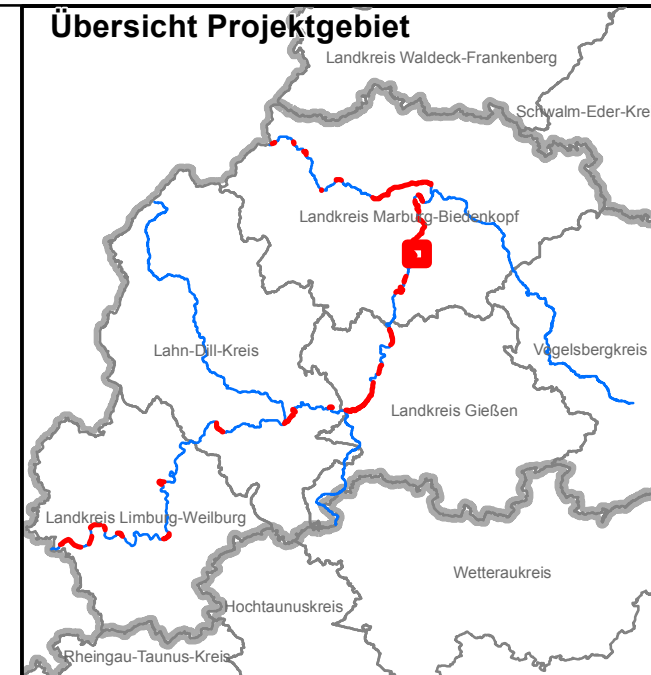 Übersicht Projektgebiet
Landkreis Waldeck-Frankenberg
Schwalm-Eder-Kre
Landkreis Marburg-Biedenkopf
Lahn-Dill-Kreis
Vogelsbergkreis
Landkreis Gießen
Landkreis Limburg-Weilburg
Wetteraukreis
Hochtaunuskreis
Rheingau-Taunus-Kreis